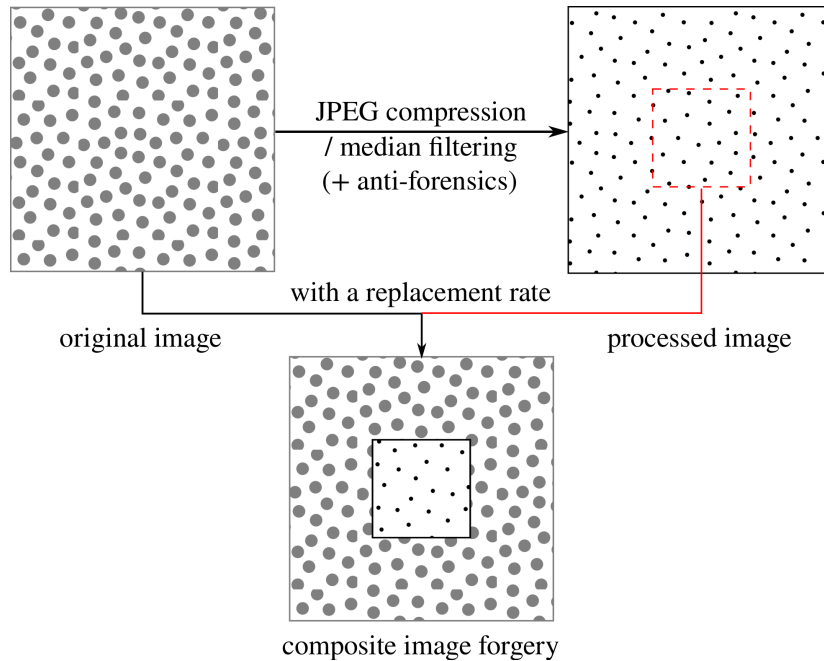 JPEG compression
/ median filtering
(+ anti-forensics)
with a replacement rate
original image
processed image
composite image forgery